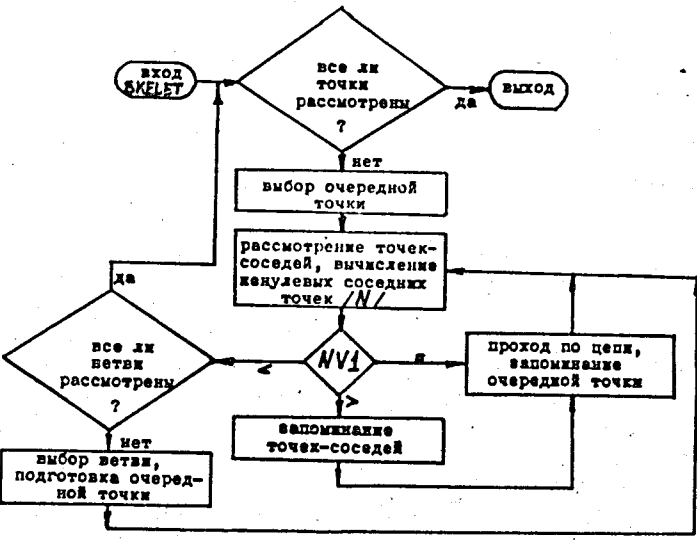 вход
SKELET
все ли
точки
рассмотрены
?
да
выход
нет
выбор очередной
точки
рассмотрение точек-
соседей, вычисление
ненулевых соседних
точек /N/
да
все ли
ветви
рассмотрены
?
<
NV1
=
>
проход по цепи,
запоминание
очередной точки
запоминание
точек-соседей
нет
выбор ветви,
подготовка очеред-
ной точки